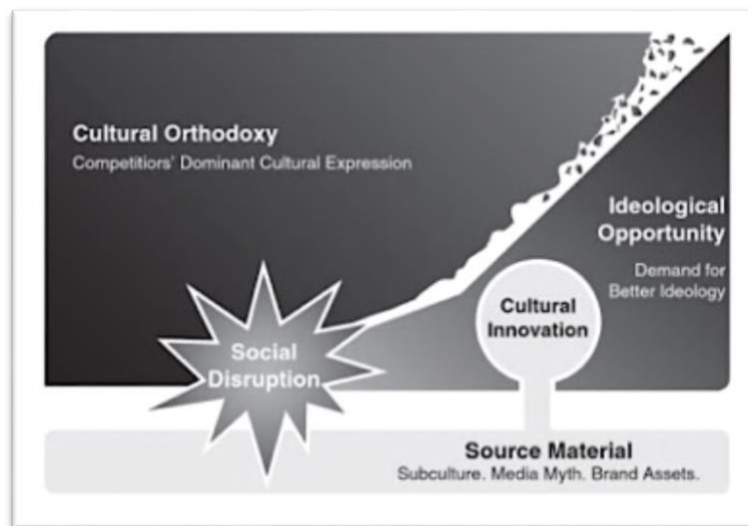 Cultural Orthodoxy
Competitiors' Dominant Cultural Expression
Ideological
Opportunity
Demand for
Better Ideology
Cultural
Innovation
Social
Disruption
Source Material
Subculture. Media Myth. Brand Assets.